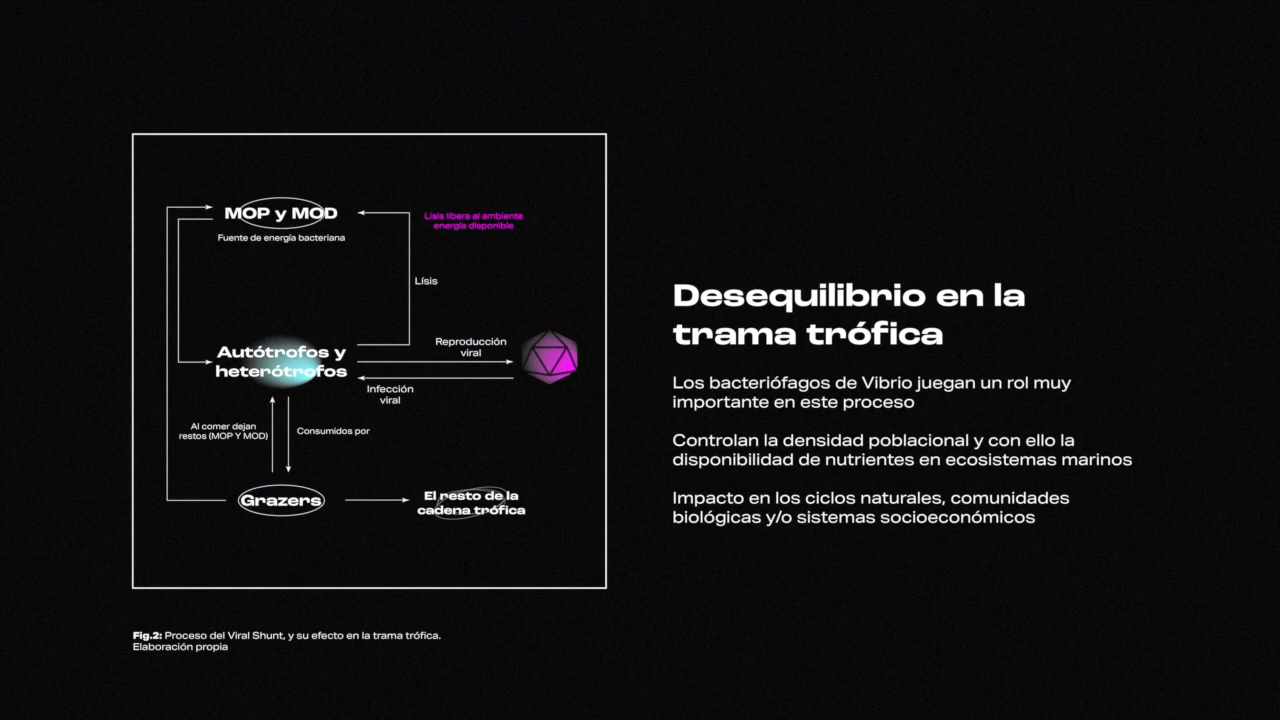 MOP y MOD
Fuente de energía bacteriana
Lísis libera al ambiente
energía disponible
Lísis
Autótrofos y
heterótrofos
Reproducción
viral
Infección
viral
Al comer dejan
restos (MOP Y MOD)
Consumidos por
Grazers
El resto de la
cadena trófica
Fig.2: Proceso del Viral Shunt, y su efecto en la trama trófica.
Elaboración propia
Desequilibrio en la
trama trófica
Los bacteriófagos de Vibrio juegan un rol muy
importante en este proceso
Controlan la densidad poblacional y con ello la
disponibilidad de nutrientes en ecosistemas marinos
Impacto en los ciclos naturales, comunidades
biológicas y/o sistemas socioeconómicos